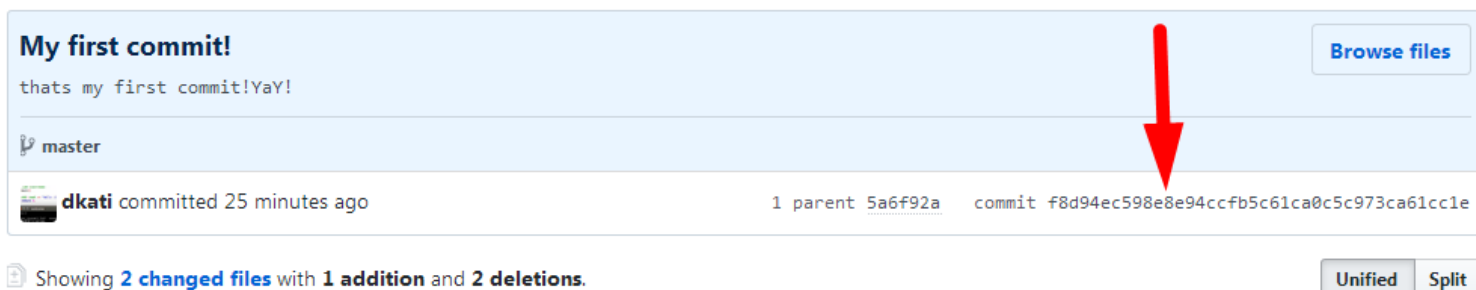 My first commit!
Browse files
thats my first commit!YaY!
master
dkati committed 25 minutes ago
1 parent 5a6f92a commit f8d94ec598e8e94ccfb5c61ca0c5c973ca61cc1e
Showing 2 changed files with 1 addition and 2 deletions.
Unified Split